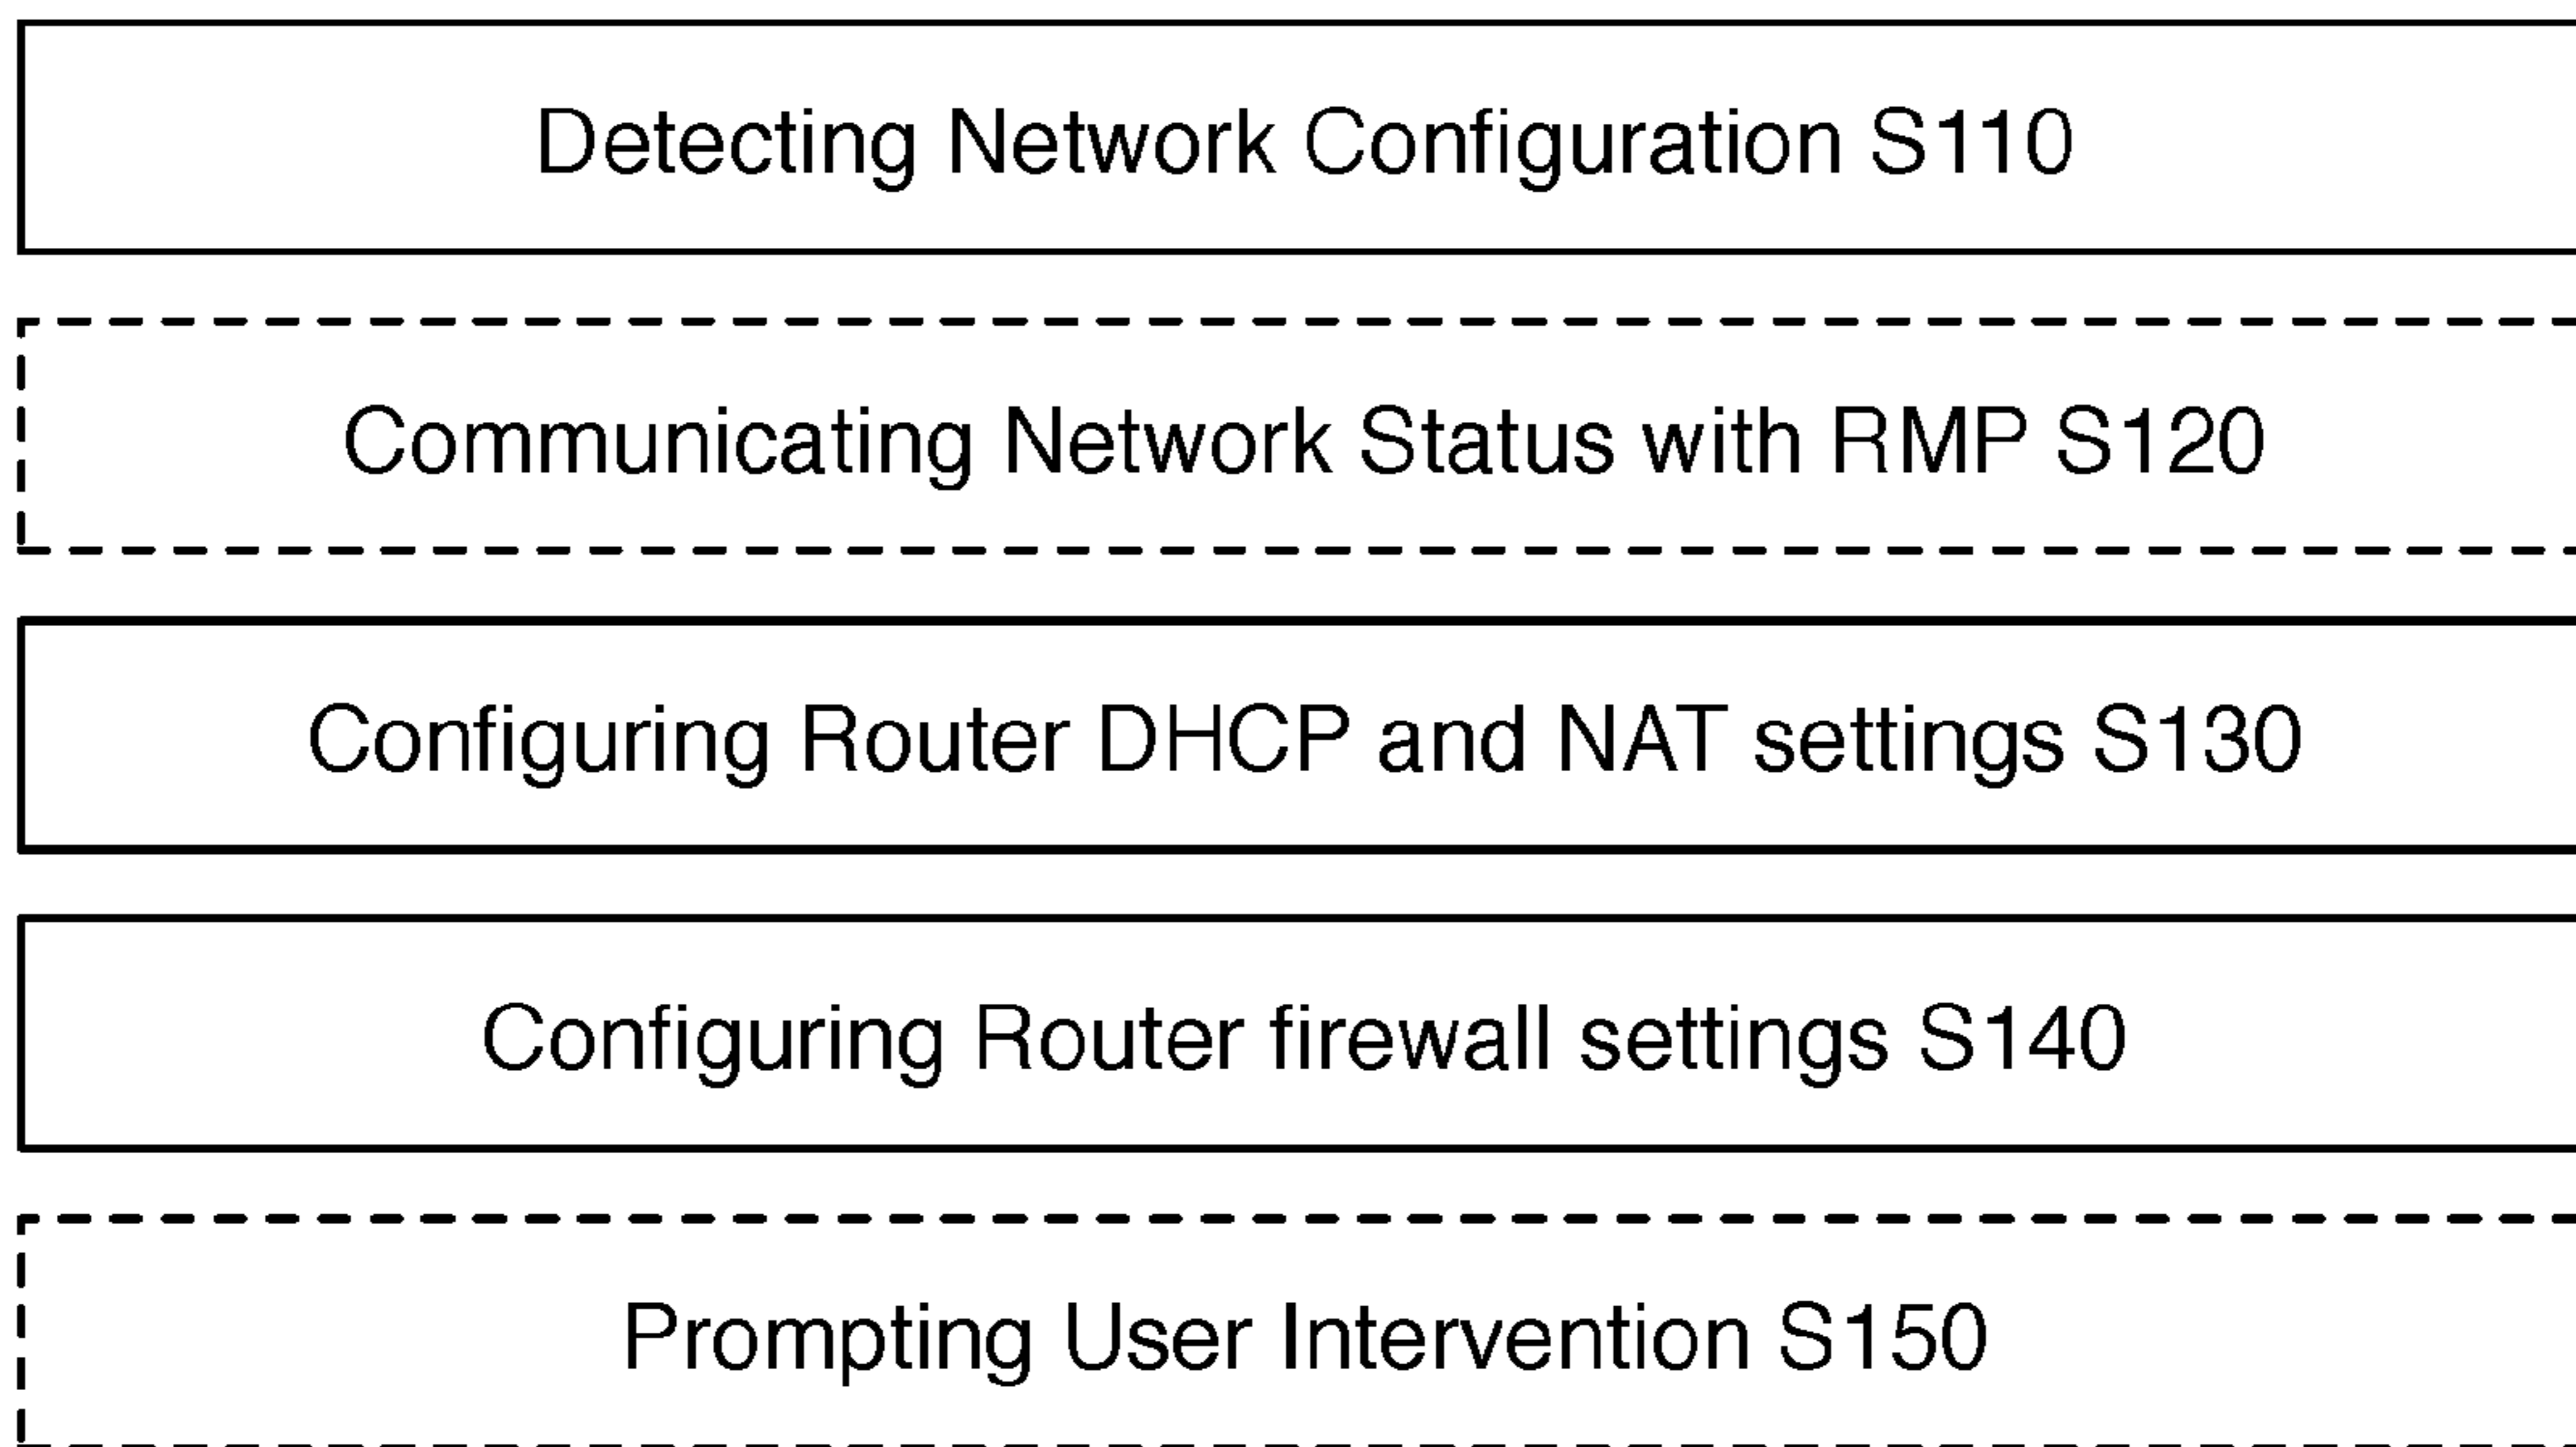 Detecting Network Configuration S110
Communicating Network Status with RMP S120
Configuring Router DHCP and NAT settings S130
Configuring Router firewall settings S140
Prompting User Intervention S150